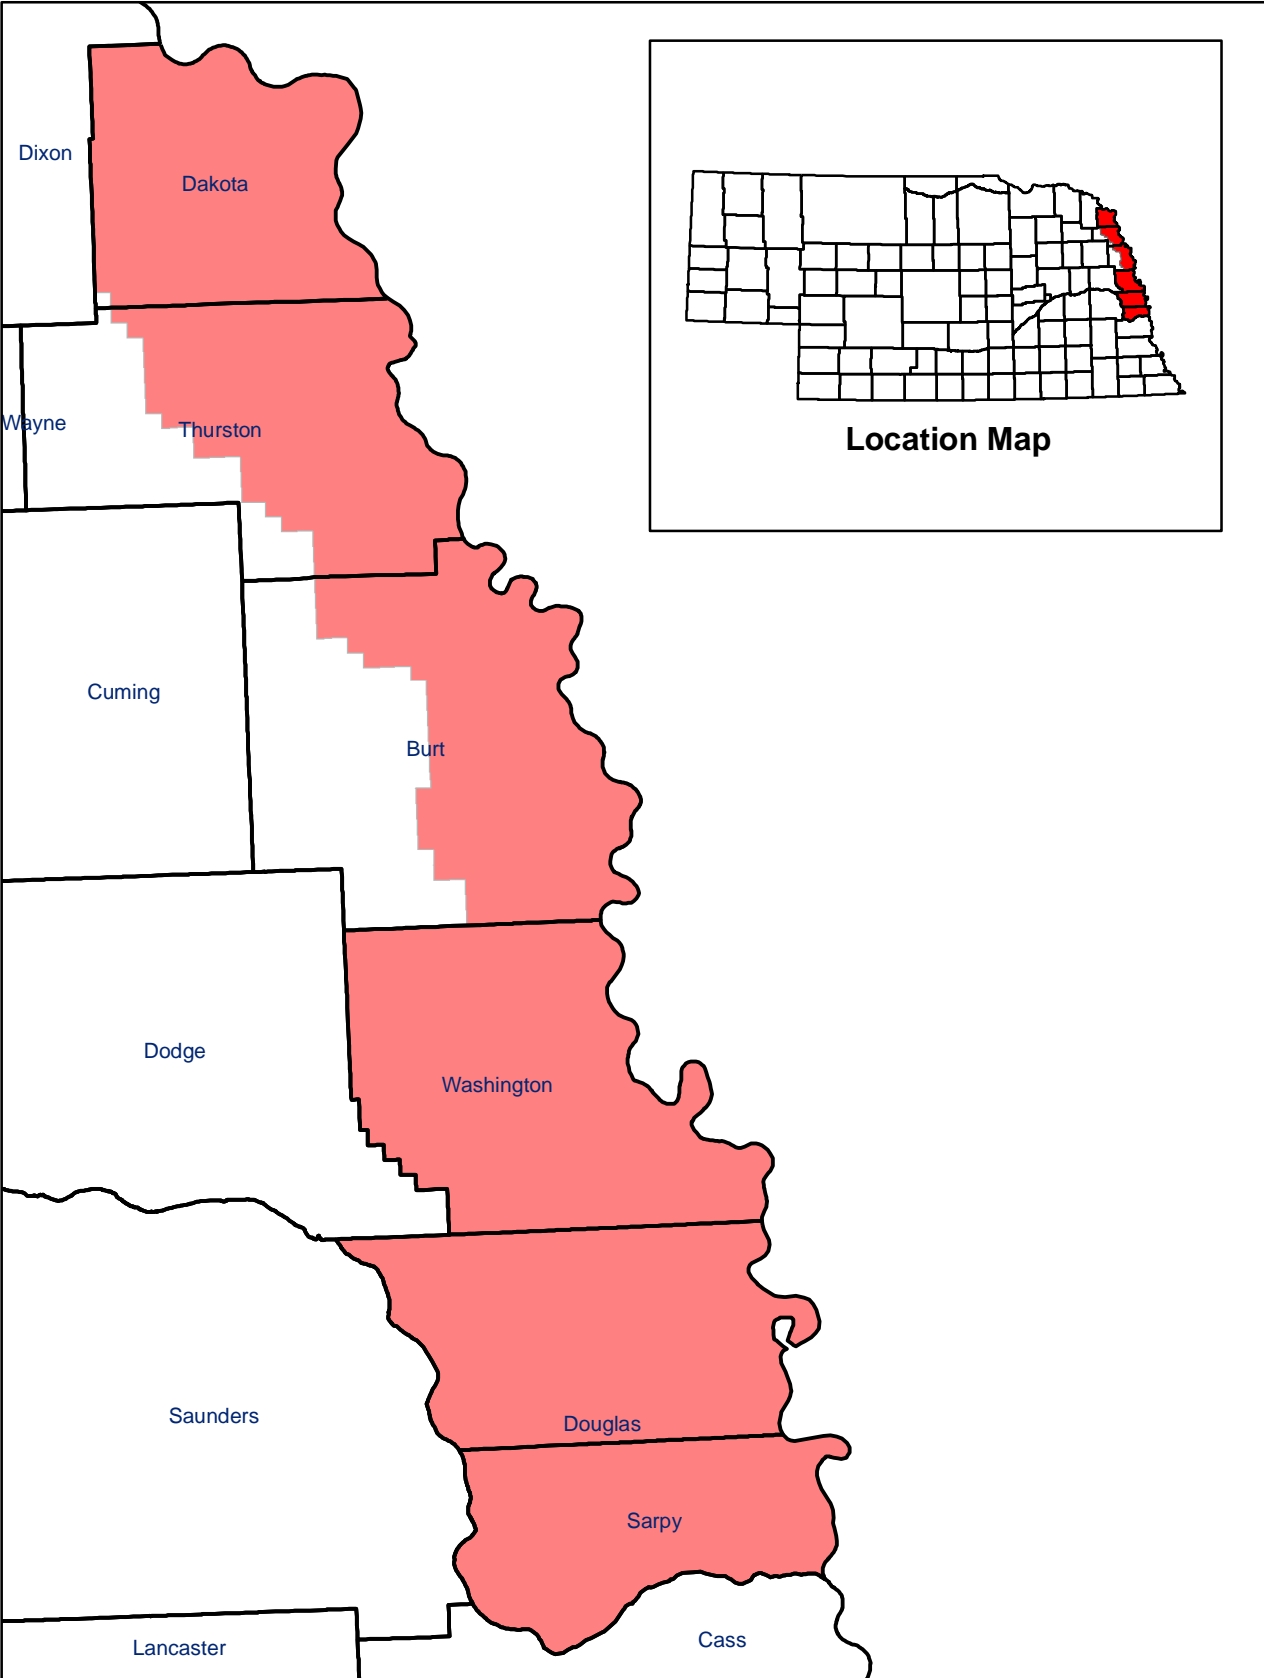 Dixon
Dakota
Location Map
Wayne
Thurston
Cuming
Burt
Dodge
Washington
Saunders
Douglas
Sarpy
Lancaster
Cass